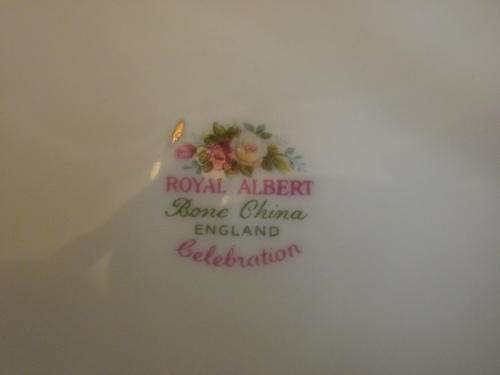 ROYAL ALBERT
Bone China
ENGLAND
Celebration